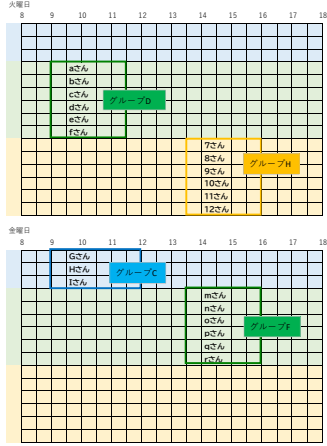 火曜日
8 9 10 11 12 13 14 15 16 17 18
aさん
bさん
cさん
dさん
eさん
fさん
グループD
7さん
8さん
9さん
10さん
11さん
12さん
グループH
金曜日
8 9 10 11 12 13 14 15 16 17 18
Gさん
Hさん
Iさん
グループC
mさん
nさん
oさん
pさん
qさん
rさん
グループF